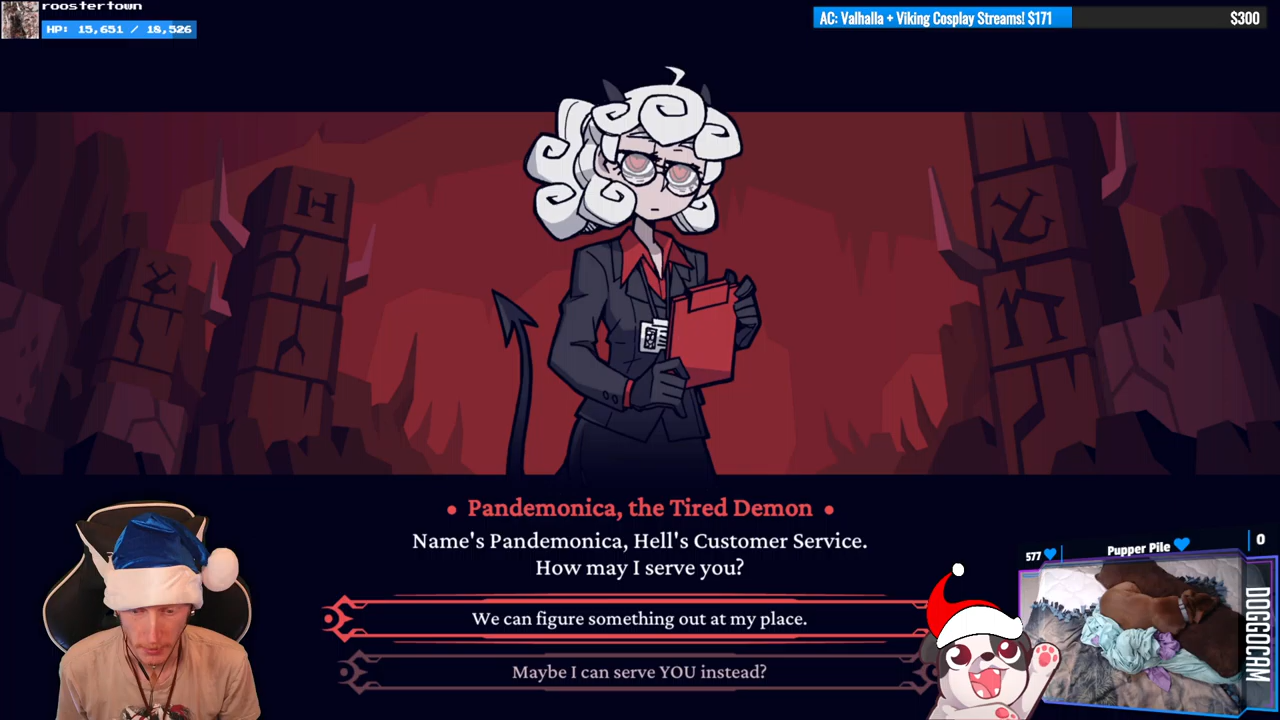 roostertown
HP: 15,651 / 18,526
AC: Valhalla + Viking Cosplay Streams! $171
$300
• Pandemonica, the Tired Demon •
Name's Pandemonica, Hell's Customer Service.
How may I serve you?
We can figure something out at my place.
Maybe I can serve YOU instead?
577
Pupper Pile
0
DOGGOCAM